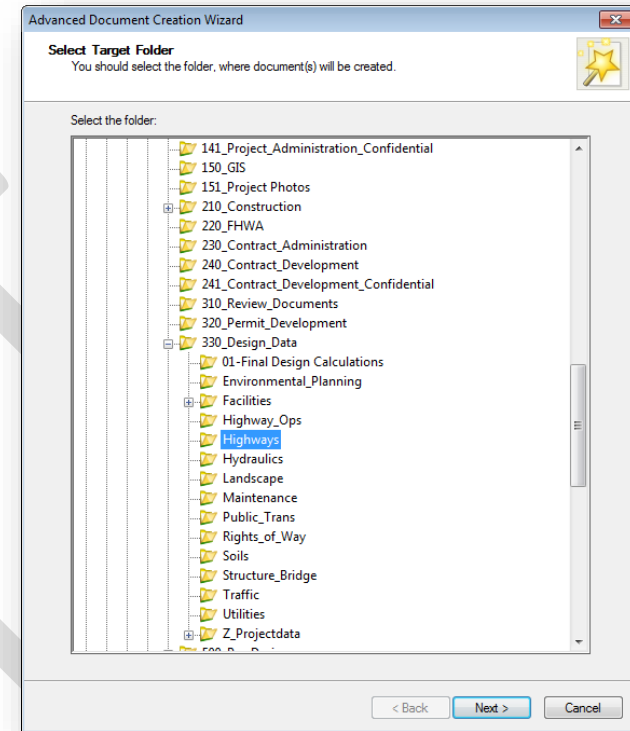 Advanced Document Creation Wizard
Select Target Folder
You should select the folder, where document(s) will be created.
Select the folder:
141_Project_Administration_Confidential
150_GIS
151_Project Photos
210_Construction
220_FHWA
230_Contract_Administration
240_Contract_Development
241_Contract_Development_Confidential
310_Review_Documents
320_Permit_Development
330_Design_Data
01-Final Design Calculations
Environmental_Planning
Facilities
Highway_Ops
Highways
Hydraulics
Landscape
Maintenance
Public_Trans
Rights_of_Way
Soils
Structure_Bridge
Traffic
Utilities
Z_Projectdata
< Back Next > Cancel